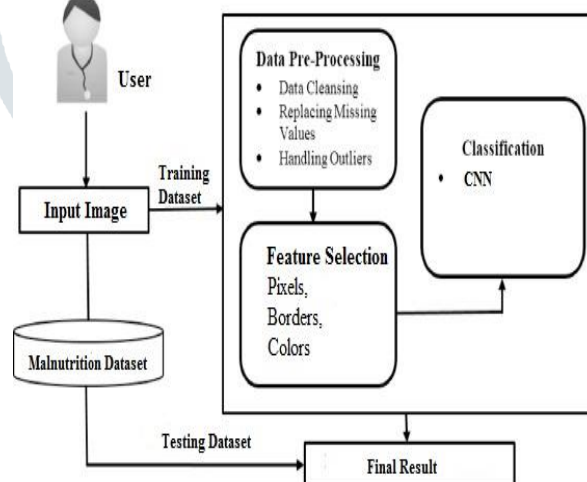 User
Input Image
Training
Dataset
Malnutrition Dataset
Testing Dataset
Data Pre-Processing
• Data Cleansing
• Replacing Missing
Values
• Handling Outliers
Feature Selection
Pixels,
Borders,
Colors
Classification
• CNN
Final Result